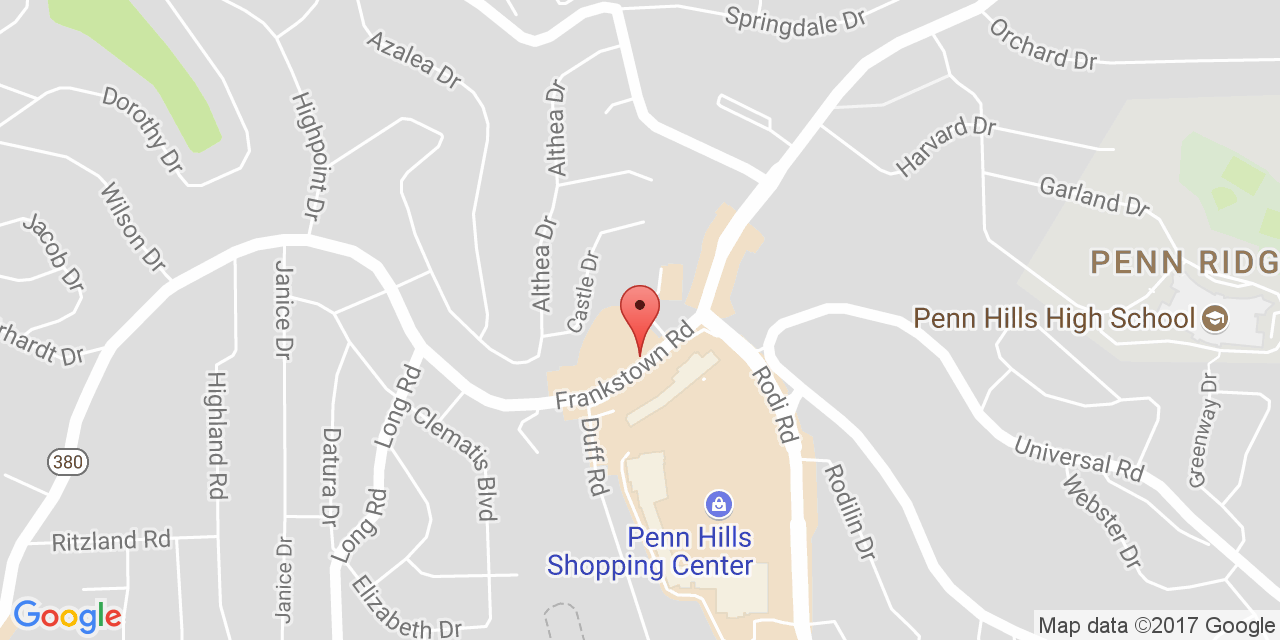 Springdale Dr
Orchard Dr
Azalea Dr
Dorothy Dr
Highpoint Dr
Althea Dr
Harvard Dr
Garland Dr
Wilson Dr
Jacob Dr
Althea Dr
Castle Dr
PENN RIDG
Penn Hills High School
Janice Dr
rhardt Dr
Frankstown Rd
Rodi Rd
Highland Rd
Long Rd
Clematis Blvd
Duff Rd
Greenway Dr
Datura Dr
Universal Rd
380
Webster Dr
Rodilin Dr
Long Rd
Ritzland Rd
Penn Hills
Shopping Center
Janice Dr
Elizabeth Dr
Google
Map data ©2017 Google